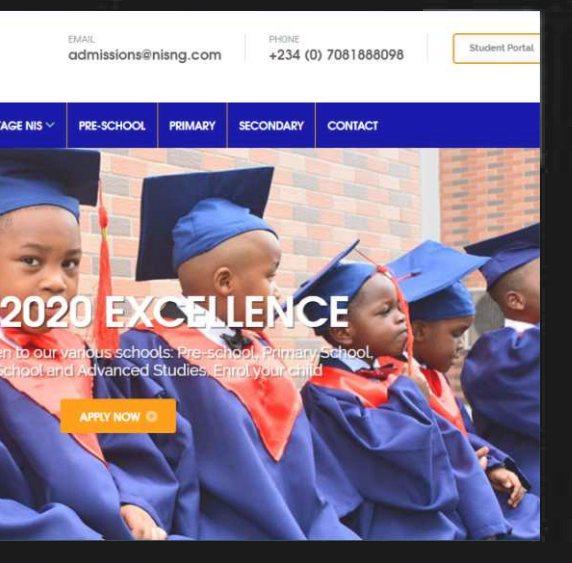 EMAIL
admissions@nisng.com
PHONE
+234 (0) 7081888098
Student Portal
TAGE NIS
PRE-SCHOOL
PRIMARY
SECONDARY
CONTACT
2020 EXCELLENCE
en to our various schools: Pre-school, Primary School,
School and Advanced Studies. Enrol your child
APPLY NOW